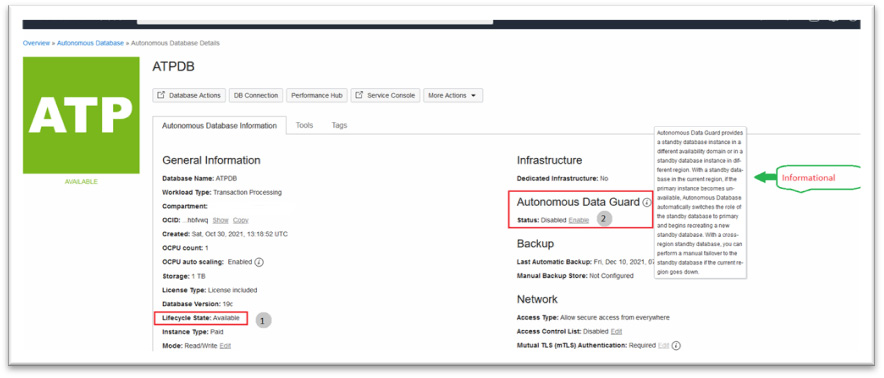 Overview » Autonomous Database » Autonomous Database Details
ATP
AVAILABLE
ATPDB
Database Actions
DB Connection
Performance Hub
Service Console
More Actions
Autonomous Database Information
Tools
Tags
General Information
Database Name: ATPDB
Workload Type: Transaction Processing
Compartment:
OCID: Show Copy
Created: Sat, Oct 30, 2021, 13:18:52 UTC
OCPU count: 1
OCPU auto scaling: Enabled
Storage: 1 TB
License Type: License included
Database Version: 19c
Lifecycle State: Available
1
Instance Type: Paid
Mode: Read/Write Edit
Infrastructure
Dedicated Infrastructure: No
Autonomous Data Guard
Status: Disabled Enable
2
Backup
Last Automatic Backup: Fri, Dec 10, 2021, 07
Manual Backup Store: Not Configured
Network
Access Type: Allow secure access from everywhere
Access Control List: Disabled Edit
Mutual TLS (mTLS) Authentication: Required Edit
Autonomous Data Guard provides
a standby database instance in a
different availability domain or in a
standby database instance in dif-
ferent region. With a standby data-
base in the current region, if the
primary instance becomes un-
available, Autonomous Database
automatically switches the role of
the standby database to primary
and begins recreating a new
standby database. With a cross-
region standby database, you can
perform a manual failover to the
standby database if the current re-
gion goes down.
Informational